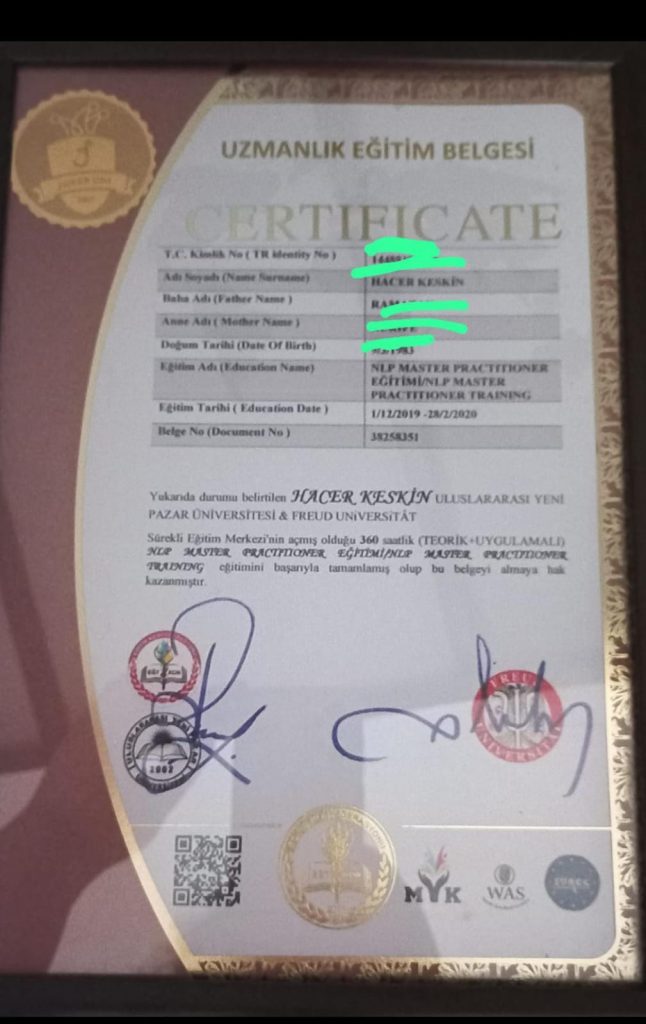 UZMANLIK EĞİTİM BELGESİ
CERTIFICATE
T.C. Kimlik No ( TR identity No )
Adı Soyadı (Name Surname) HACER KESKİN
Baba Adı (Father Name )
Anne Adı ( Mother Name )
Doğum Tarihi (Date Of Birth)
Eğitim Adı (Education Name) NLP MASTER PRACTITIONER
EĞİTİMİ/NLP MASTER
PRACTITIONER TRAINING
Eğitim Tarihi ( Education Date ) 1/12/2019 -28/2/2020
Belge No (Document No ) 38258351
Yukarıda durumu belirtilen HACER KESKİN ULUSLARARASI YENİ
PAZAR ÜNİVERSİTESİ & FREUD UNiVERSITÂT
Sürekli Eğitim Merkezi'nin açmış olduğu 360 saatlik (TEORİK+UYGULAMALI)
NLP MASTER PRACTITIONER EĞİTİMİ/NLP MASTER PRACTITIONER
TRAINING eğitimini başarıyla tamamlamış olup bu belgeyi almaya hak
kazanmıştır.
FREUD
UNIVERSITÄT
MYK
WAS